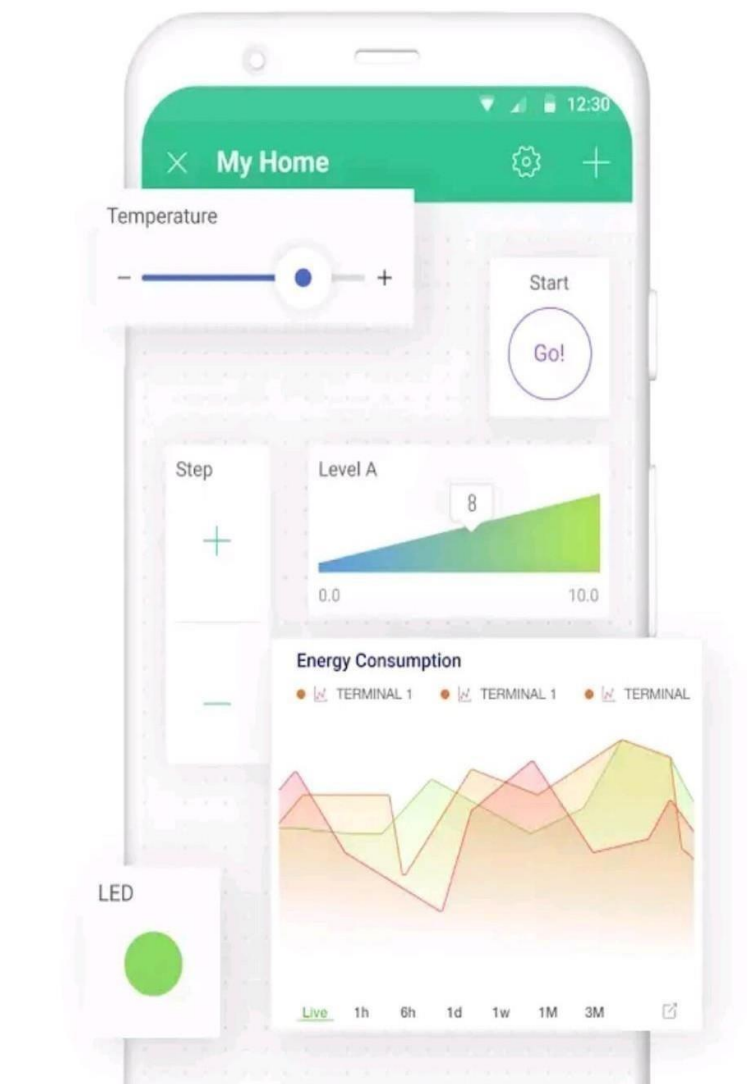 12:30
My Home
Temperature
− +
Start
Go!
Step
+
−
Level A
8
0.0 10.0
Energy Consumption
TERMINAL 1 TERMINAL 1 TERMINAL
LED
Live 1h 6h 1d 1w 1M 3M